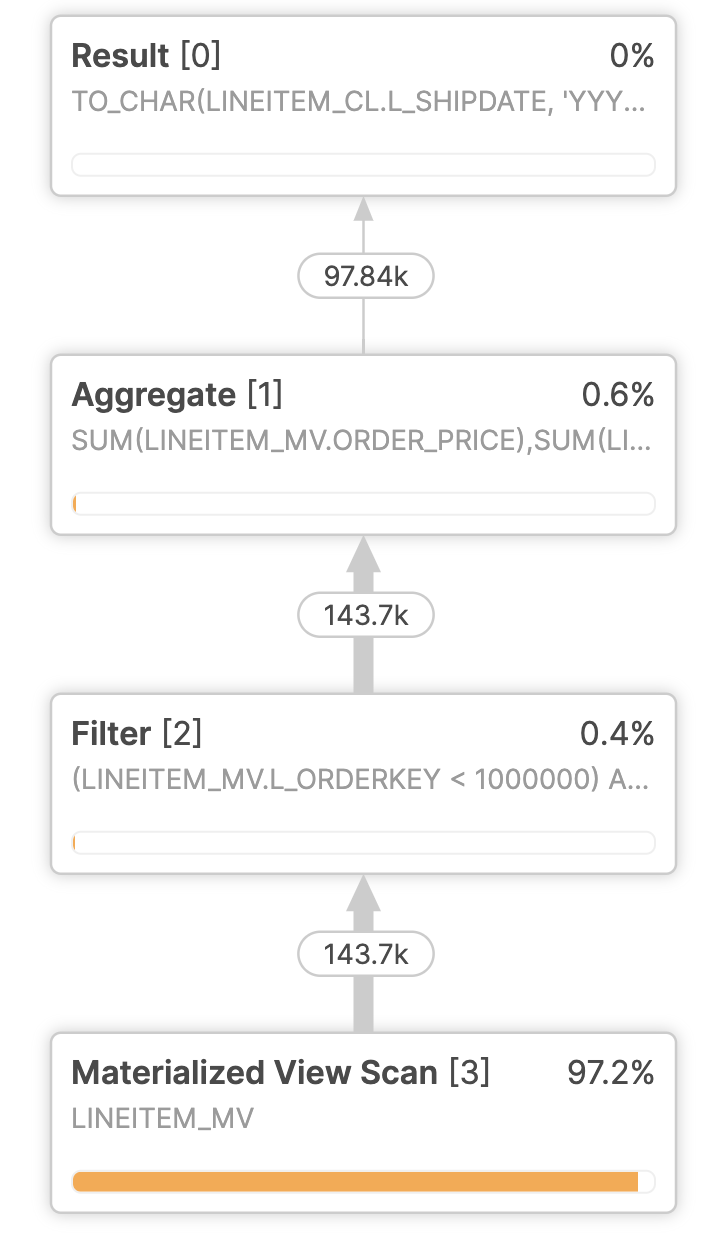 Result [0] 0%
TO_CHAR(LINEITEM_CL.L_SHIPDATE, 'YYY...
97.84k
Aggregate [1] 0.6%
SUM(LINEITEM_MV.ORDER_PRICE),SUM(LI...
143.7k
Filter [2] 0.4%
(LINEITEM_MV.L_ORDERKEY < 1000000) A...
143.7k
Materialized View Scan [3] 97.2%
LINEITEM_MV